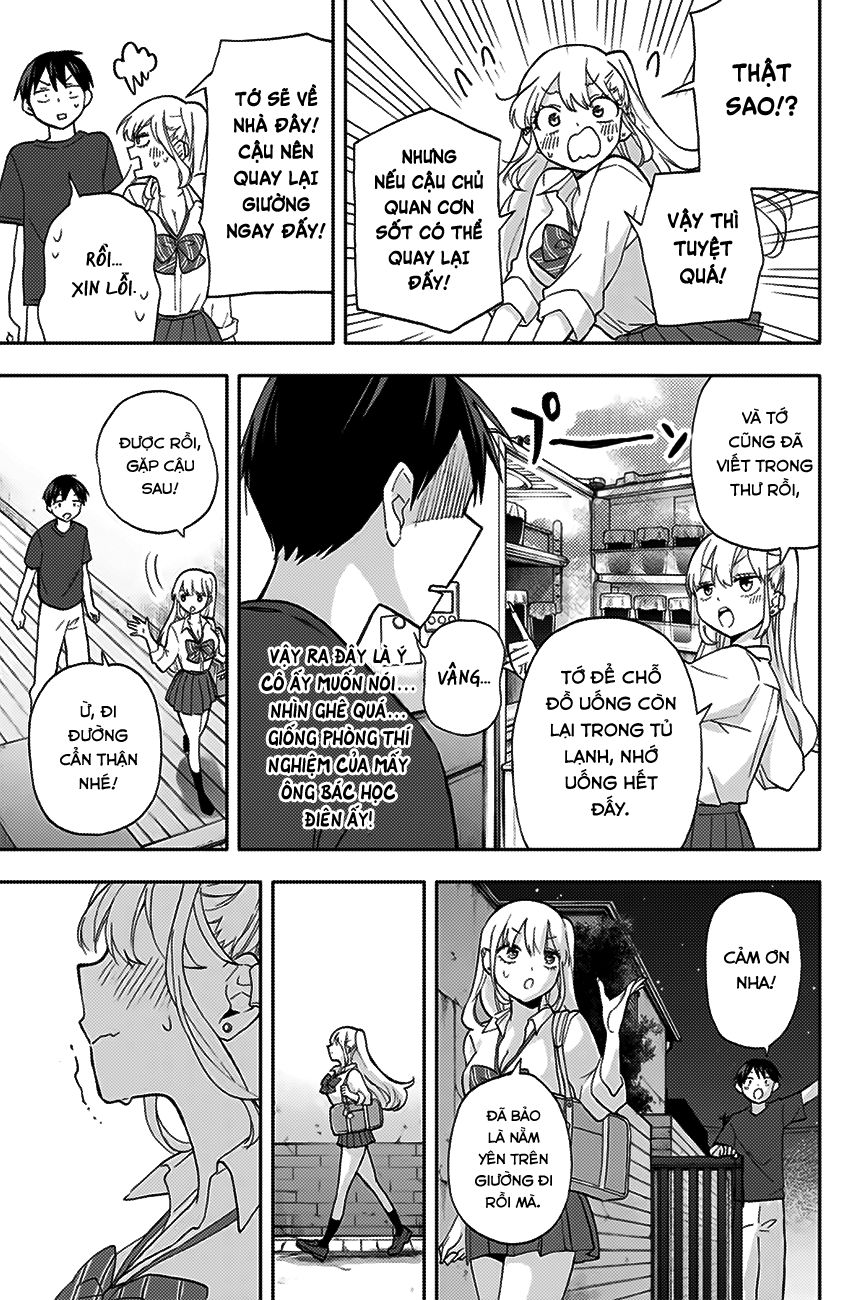 THẬT
SAO!?
VẬY THÌ
TUYỆT
QUÁ!
NHƯNG
NẾU CẬU CHỦ
QUAN CƠN
SỐT CÓ THỂ
QUAY LẠI
ĐẤY!
TỚ SẼ VỀ
NHÀ ĐÂY!
CẬU NÊN
QUAY LẠI
GIƯỜNG
NGAY ĐẤY!
RỒI...
XIN LỖI.
VÀ TỚ
CŨNG ĐÃ
VIẾT TRONG
THƯ RỒI,
プーン
TỚ ĐỂ CHỖ
ĐỒ UỐNG CÒN
LẠI TRONG TỦ
LẠNH, NHỚ
UỐNG HẾT
ĐẤY.
VÂNG...
VẬY RA ĐÂY LÀ Ý
CÔ ẤY MUỐN NÓI...
NHÌN GHÊ QUÁ...
GIỐNG PHÒNG THÍ
NGHIỆM CỦA MẤY
ÔNG BÁC HỌC
ĐIÊN ẤY!
ĐƯỢC RỒI,
GẶP CẬU
SAU!
Ừ, ĐI
ĐƯỜNG
CẨN THẬN
NHÉ!
CẢM ƠN
NHA!
ĐÃ BẢO
LÀ NẰM
YÊN TRÊN
GIƯỜNG ĐI
RỒI MÀ.